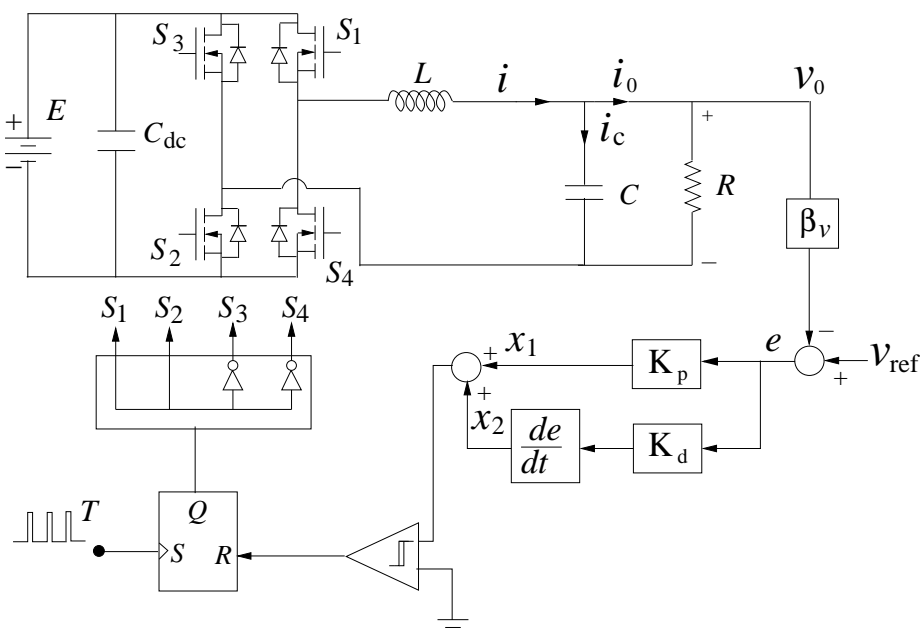 S3
S1
+
E
−
Cdc
L
i
i0
v0
ic
+
C
R
−
S2
S4
βv
S1 S2 S3 S4
−
e
+
vref
x1
+
Kp
+
x2
de
dt
Kd
T
Q
S
R